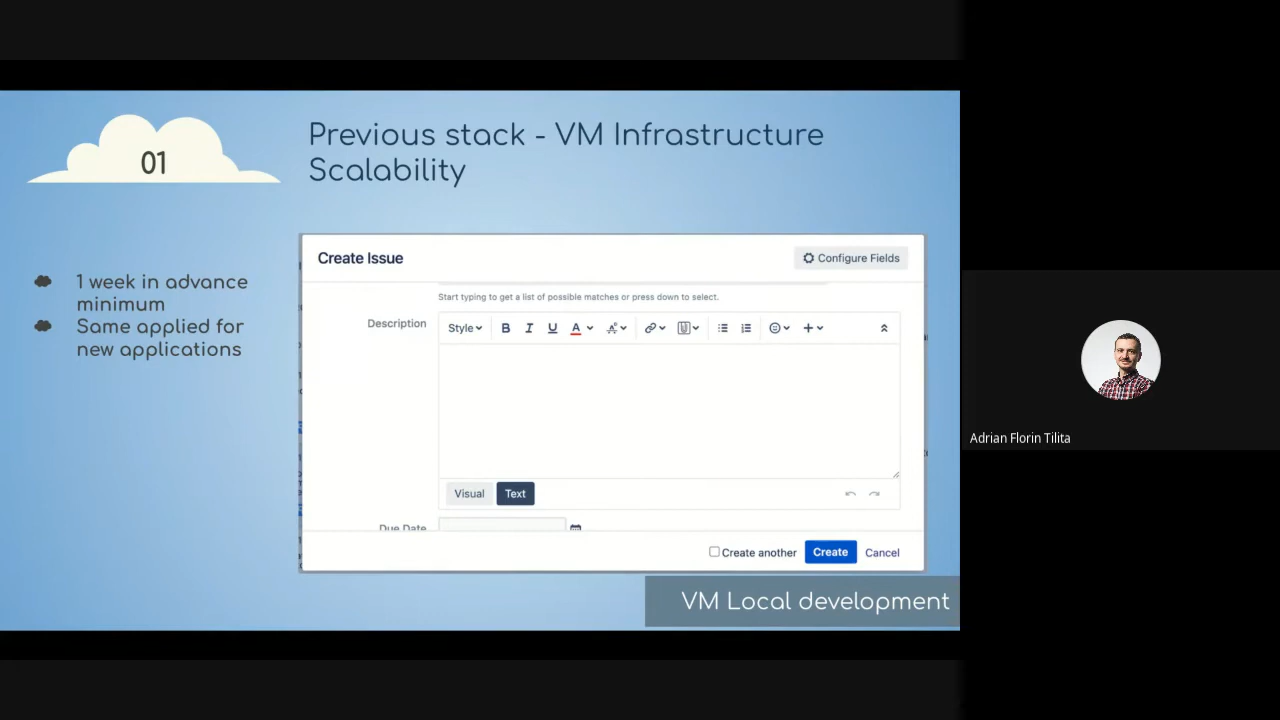 01
Previous stack - VM Infrastructure
Scalability
1 week in advance
minimum
Same applied for
new applications
Create Issue
Configure Fields
Start typing to get a list of possible matches or press down to select.
Description
Style
B I U A
Visual
Text
Due Date
Create another
Create
Cancel
VM Local development
Adrian Florin Tilita